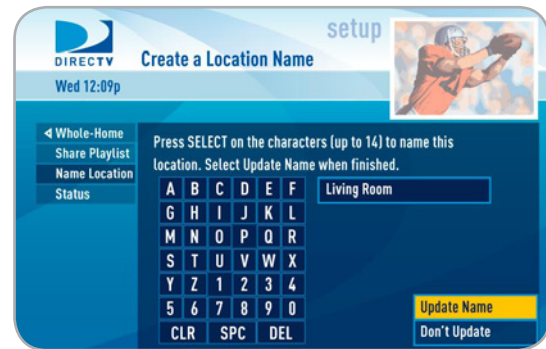 setup
DIRECTV
Create a Location Name
Wed 12:09p
Whole-Home
Share Playlist
Name Location
Status
Press SELECT on the characters (up to 14) to name this
location. Select Update Name when finished.
Living Room
A B C D E F
G H I J K L
M N O P Q R
S T U V W X
Y Z 1 2 3 4
5 6 7 8 9 0
CLR SPC DEL
Update Name
Don't Update